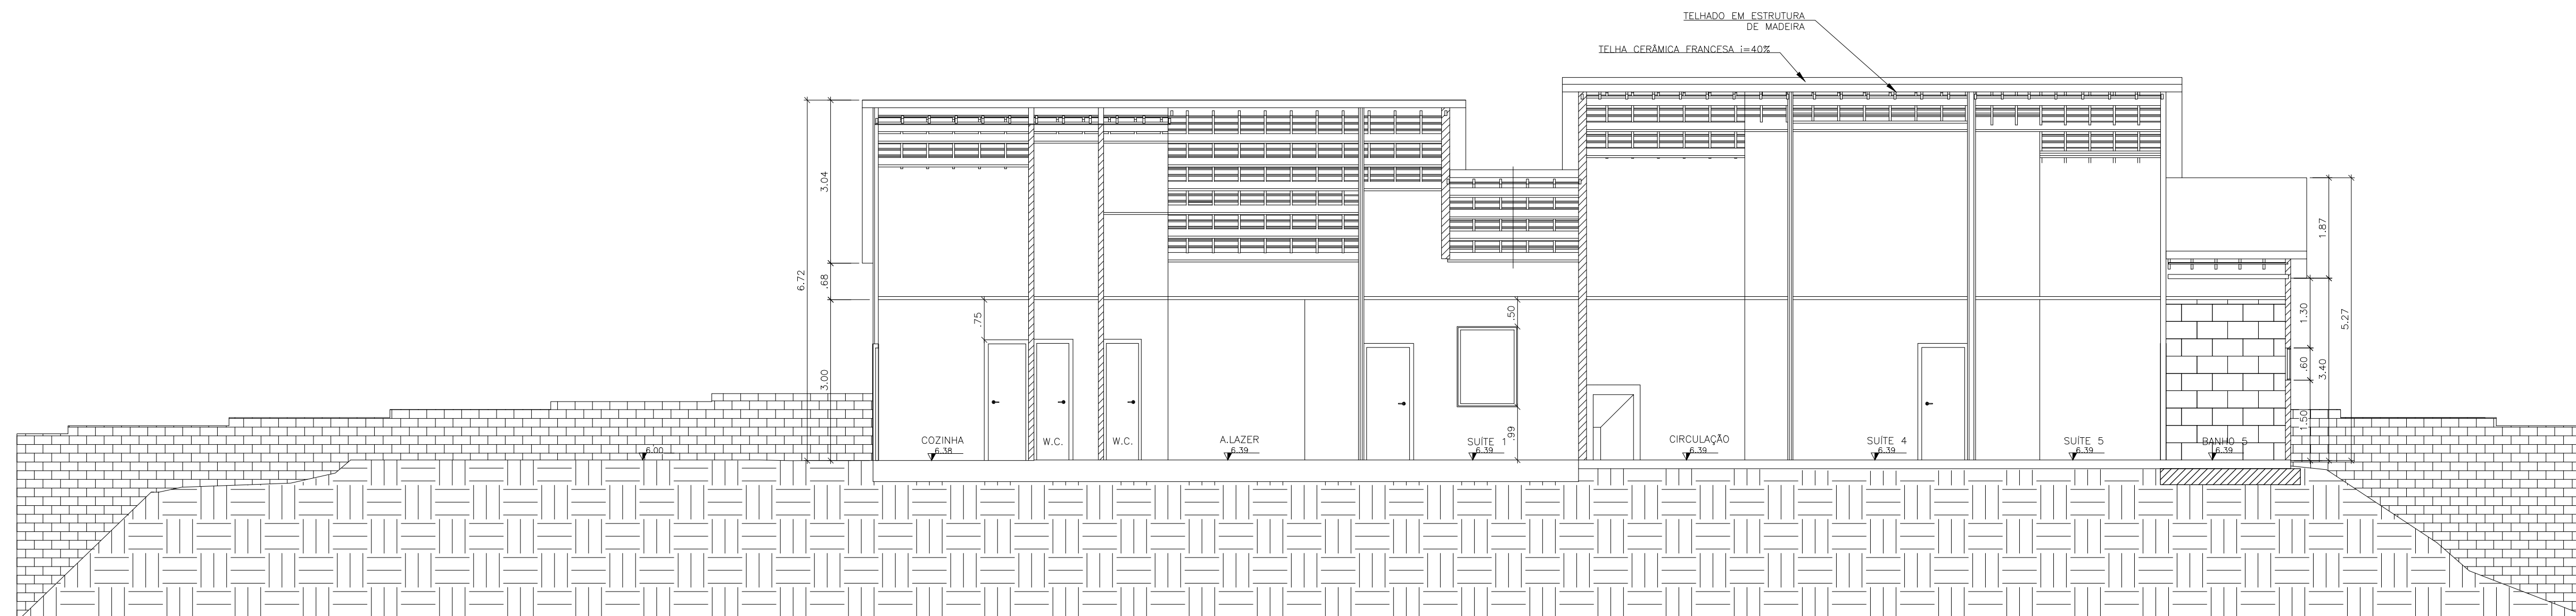 TELHADO EM ESTRUTURA
DE MADEIRA
TELHA CERÂMICA FRANCESA i=40%
3.04
6.72
.68
3.00
.75
.50
.99
1.87
1.30
5.27
.60
3.40
1.50
COZINHA
6.38
W.C.
W.C.
A.LAZER
6.39
SUÍTE 1
6.39
CIRCULAÇÃO
6.39
SUÍTE 4
6.39
SUÍTE 5
6.39
BANHO 5
6.39
6.00